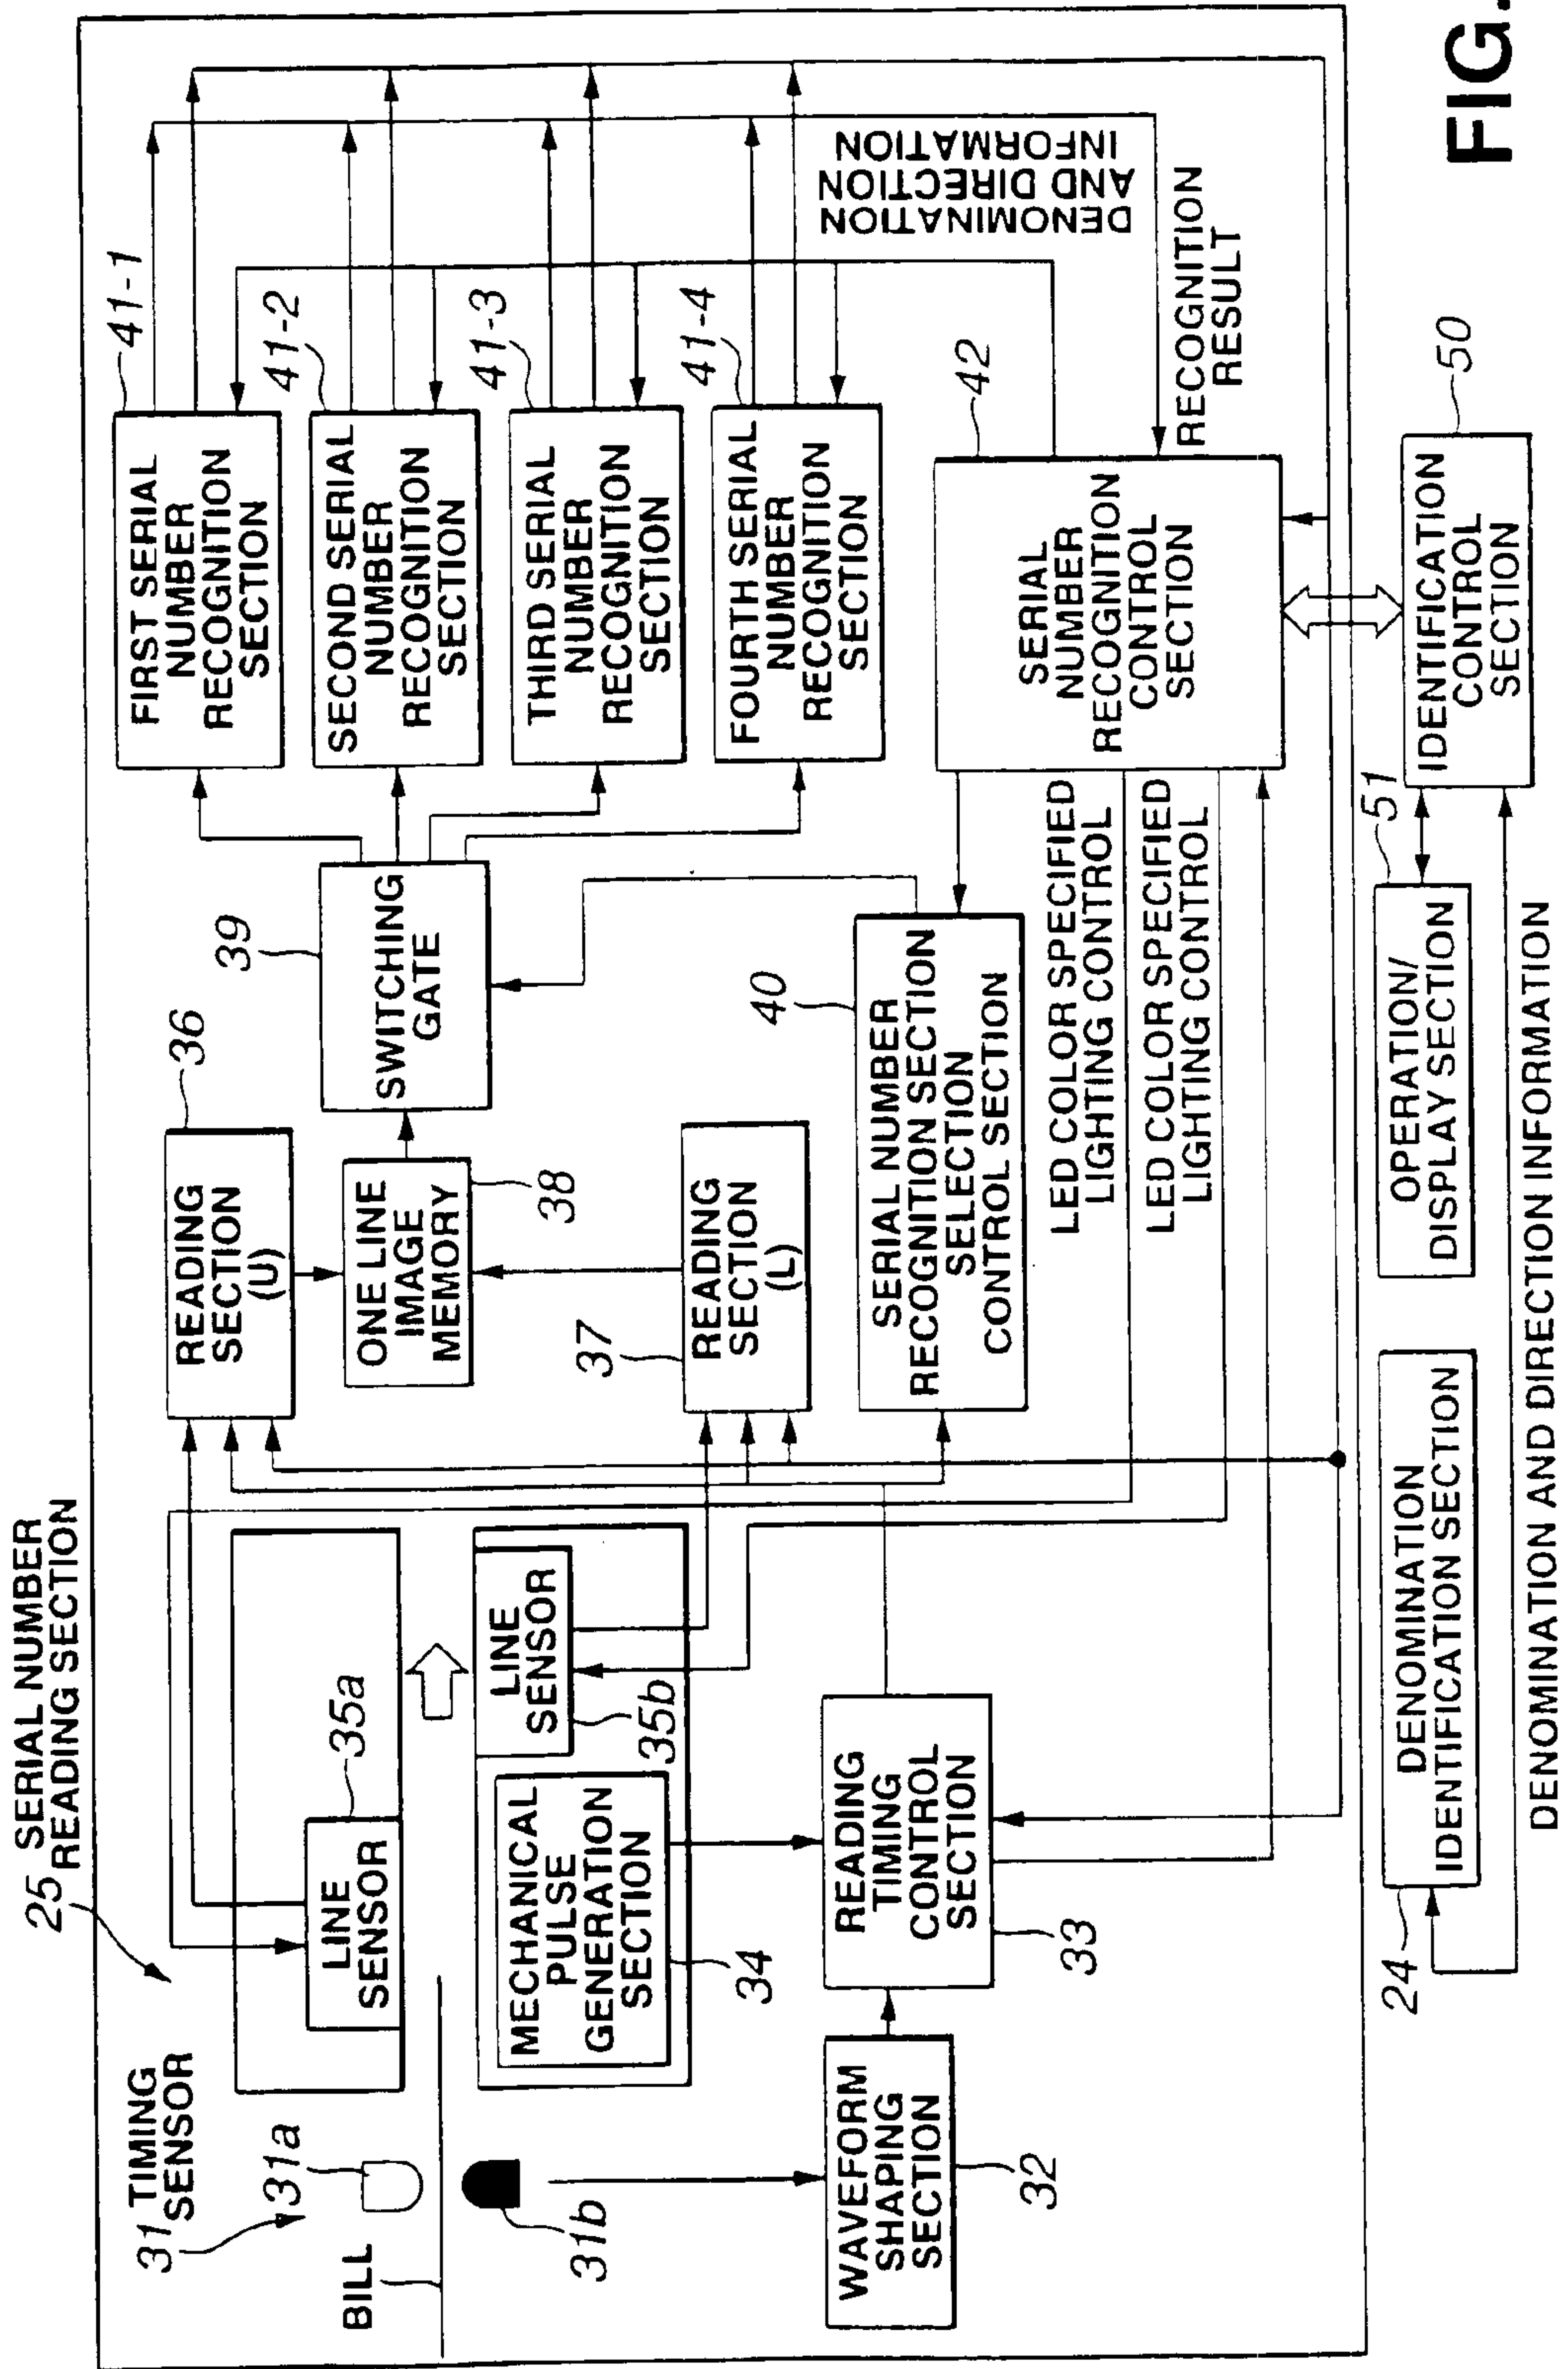 25 SERIAL NUMBER
READING SECTION
31 TIMING
SENSOR
31a
BILL
31b
35a
LINE
SENSOR
LINE
SENSOR
35b
MECHANICAL
PULSE
GENERATION
SECTION
34
WAVEFORM
SHAPING
SECTION
32
READING
TIMING
CONTROL
SECTION
33
36
READING
SECTION
(U)
ONE LINE
IMAGE
MEMORY
38
37
READING
SECTION
(L)
39
SWITCHING
GATE
40
SERIAL NUMBER
RECOGNITION SECTION
SELECTION
CONTROL SECTION
LED COLOR SPECIFIED
LIGHTING CONTROL
LED COLOR SPECIFIED
LIGHTING CONTROL
41-1
FIRST SERIAL
NUMBER
RECOGNITION
SECTION
41-2
SECOND SERIAL
NUMBER
RECOGNITION
SECTION
41-3
THIRD SERIAL
NUMBER
RECOGNITION
SECTION
41-4
FOURTH SERIAL
NUMBER
RECOGNITION
SECTION
DENOMINATION
AND DIRECTION
INFORMATION
42
SERIAL
NUMBER
RECOGNITION
CONTROL
SECTION
RECOGNITION
RESULT
24
DENOMINATION
IDENTIFICATION SECTION
51
OPERATION/
DISPLAY SECTION
50
IDENTIFICATION
CONTROL
SECTION
DENOMINATION AND DIRECTION INFORMATION
FIG.